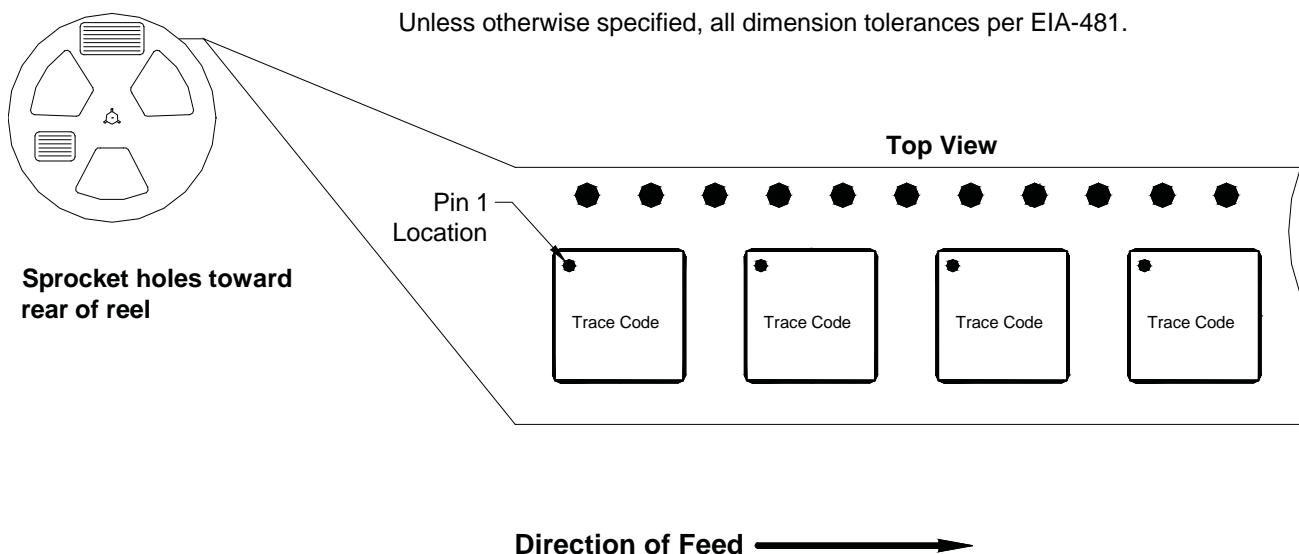 Unless otherwise specified, all dimension tolerances per EIA-481.
Top View
Pin 1
Location
Sprocket holes toward
rear of reel
Trace Code
Trace Code
Trace Code
Trace Code
Direction of Feed